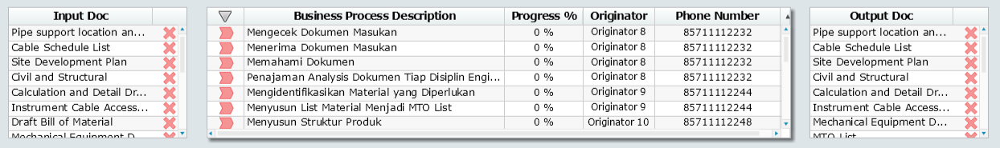 Input Doc
Pipe support location an...
Cable Schedule List
Site Development Plan
Civil and Structural
Calculation and Detail Dr...
Instrument Cable Access...
Draft Bill of Material
Mechanical Equipment D...
Business Process Description Progress % Originator Phone Number
Mengecek Dokumen Masukan 0 % Originator 8 85711112232
Menerima Dokumen Masukan 0 % Originator 8 85711112232
Memahami Dokumen 0 % Originator 8 85711112232
Penajaman Analysis Dokumen Tiap Disiplin Engi... 0 % Originator 8 85711112232
Mengidentifikasikan Material yang Diperlukan 0 % Originator 9 85711112244
Menyusun List Material Menjadi MTO List 0 % Originator 9 85711112244
Menyusun Struktur Produk 0 % Originator 10 85711112248
Output Doc
Pipe support location an...
Cable Schedule List
Site Development Plan
Civil and Structural
Calculation and Detail Dr...
Instrument Cable Access...
Mechanical Equipment D...
MTO List